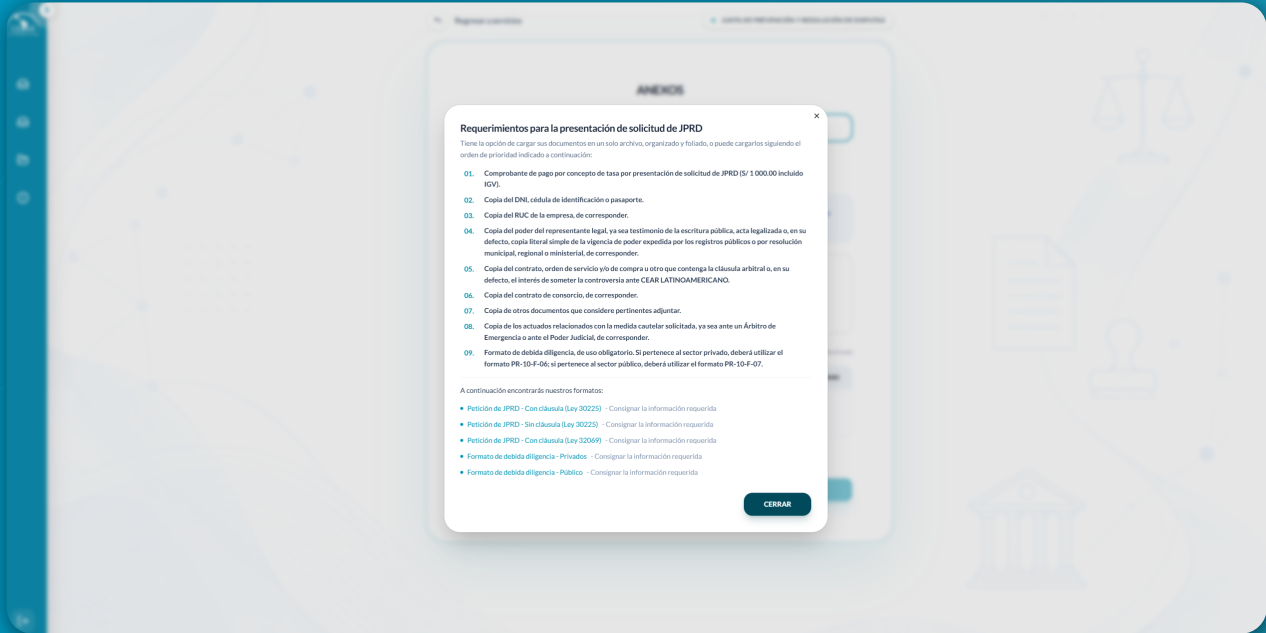 Regresar a servicios
JUNTA DE PREVENCIÓN Y RESOLUCIÓN DE DISPUTAS
ANEXOS
Requerimientos para la presentación de solicitud de JPRD
Tiene la opción de cargar sus documentos en un solo archivo, organizado y foliado, o puede cargarlos siguiendo el
orden de prioridad indicado a continuación:
01. Comprobante de pago por concepto de tasa por presentación de solicitud de JPRD (S/ 1 000.00 incluido
IGV).
02. Copia del DNI, cédula de identificación o pasaporte.
03. Copia del RUC de la empresa, de corresponder.
04. Copia del poder del representante legal, ya sea testimonio de la escritura pública, acta legalizada o, en su
defecto, copia literal simple de la vigencia de poder expedida por los registros públicos o por resolución
municipal, regional o ministerial, de corresponder.
05. Copia del contrato, orden de servicio y/o de compra u otro que contenga la cláusula arbitral o, en su
defecto, el interés de someter la controversia ante CEAR LATINOAMERICANO.
06. Copia del contrato de consorcio, de corresponder.
07. Copia de otros documentos que considere pertinentes adjuntar.
08. Copia de los actuados relacionados con la medida cautelar solicitada, ya sea ante un Árbitro de
Emergencia o ante el Poder Judicial, de corresponder.
09. Formato de debida diligencia, de uso obligatorio. Si pertenece al sector privado, deberá utilizar el
formato PR-10-F-06; si pertenece al sector público, deberá utilizar el formato PR-10-F-07.
A continuación encontrarás nuestros formatos:
• Petición de JPRD - Con cláusula (Ley 30225) - Consignar la información requerida
• Petición de JPRD - Sin cláusula (Ley 30225) - Consignar la información requerida
• Petición de JPRD - Con cláusula (Ley 32069) - Consignar la información requerida
• Formato de debida diligencia - Privados - Consignar la información requerida
• Formato de debida diligencia - Público - Consignar la información requerida
CERRAR